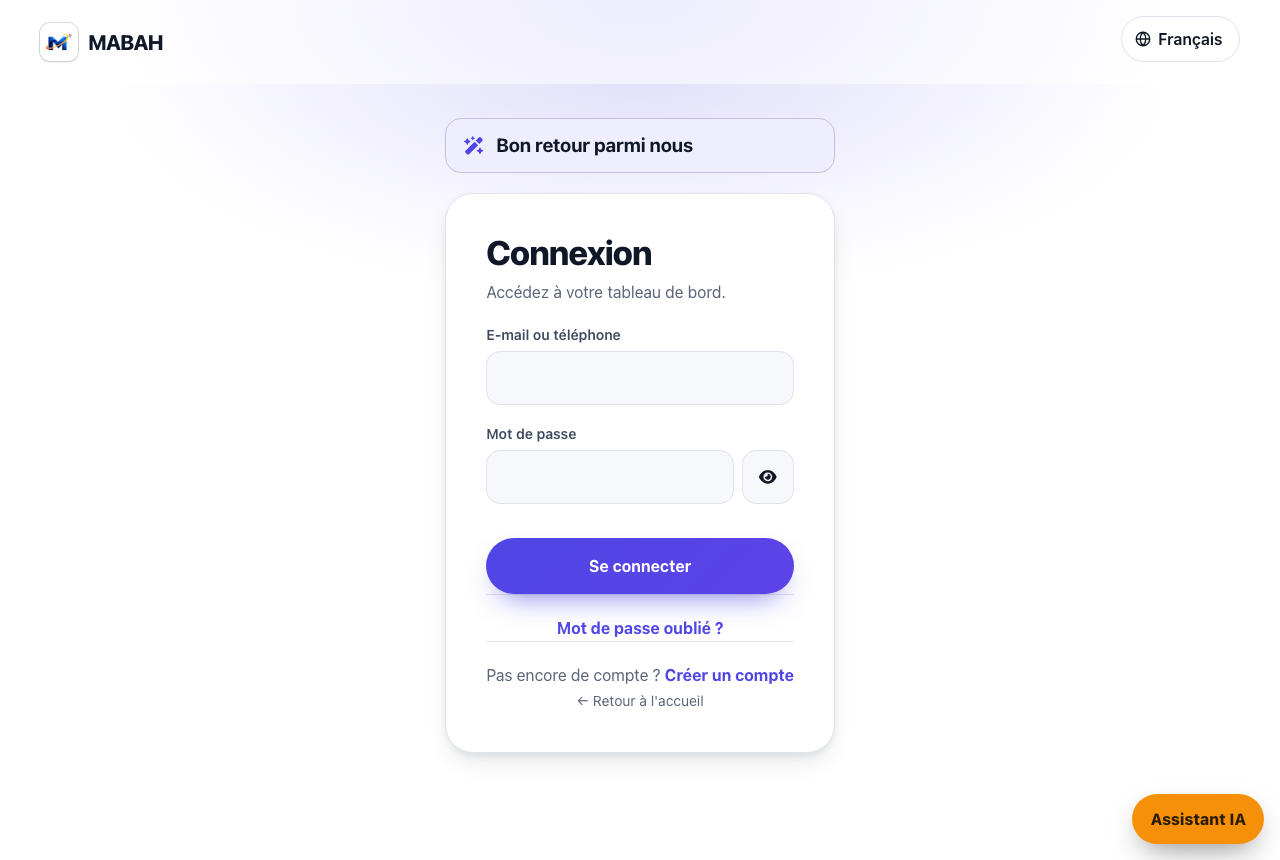 MABAH
Français
Bon retour parmi nous
Connexion
Accédez à votre tableau de bord.
E-mail ou téléphone
Mot de passe
Se connecter
Mot de passe oublié ?
Pas encore de compte ? Créer un compte
← Retour à l'accueil
Assistant IA